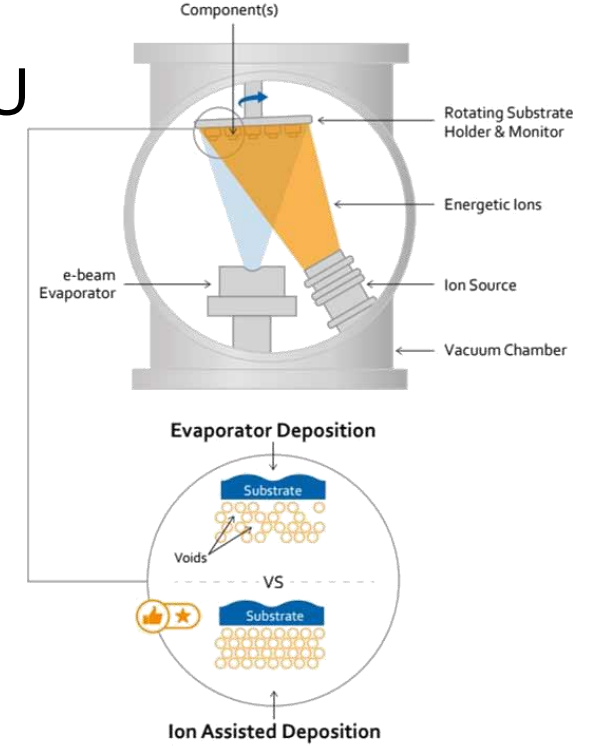 Component(s)
U
Rotating Substrate
Holder & Monitor
Energetic Ions
e-beam
Evaporator
Ion Source
Vacuum Chamber
Evaporator Deposition
Substrate
Voids
VS
Substrate
Ion Assisted Deposition